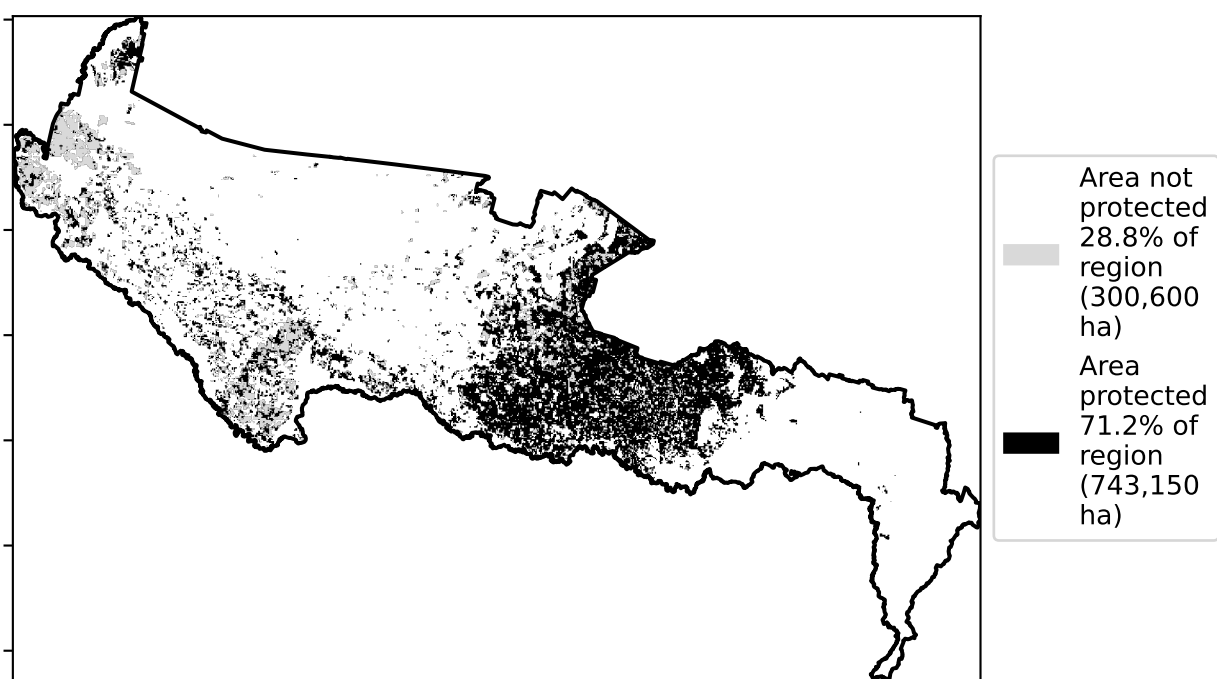 Area not
protected
28.8% of
region
(300,600
ha)
Area
protected
71.2% of
region
(743,150
ha)